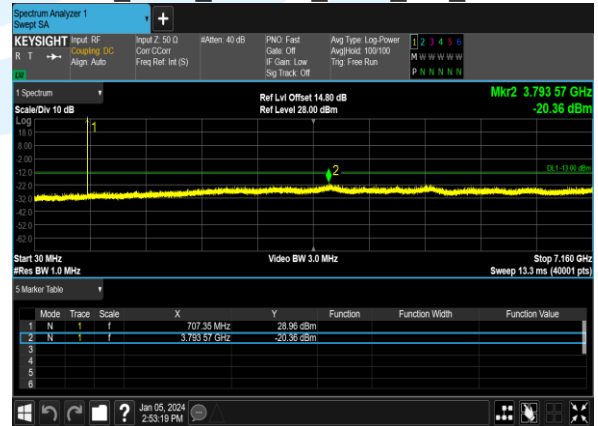 Spectrum Analyzer 1
Swept SA
+
KEYSIGHT
R T
LW
Input: RF
Coupling: DC
Align: Auto
Input Z: 50 Ω
Corr CCorr
Freq Ref: Int (S)
#Atten: 40 dB
PNO: Fast
Gate: Off
IF Gain: Low
Sig Track: Off
Avg Type: Log-Power
Avg|Hold: 100/100
Trig: Free Run
1 2 3 4 5 6
M W W W W W
P N N N N N
1 Spectrum
Scale/Div 10 dB
Ref Lvl Offset 14.80 dB
Ref Level 28.00 dBm
Mkr2 3.793 57 GHz
-20.36 dBm
Log
18.0
8.00
-2.00
-12.0
-22.0
-32.0
-42.0
-52.0
-62.0
1
2
DL1 -13.00 dBm
Start 30 MHz
#Res BW 1.0 MHz
Video BW 3.0 MHz
Stop 7.160 GHz
Sweep 13.3 ms (40001 pts)
5 Marker Table
Mode Trace Scale X Y Function Function Width Function Value
1 N 1 f 707.35 MHz 28.96 dBm
2 N 1 f 3.793 57 GHz -20.36 dBm
3
4
5
6
?
Jan 05, 2024
2:53:19 PM